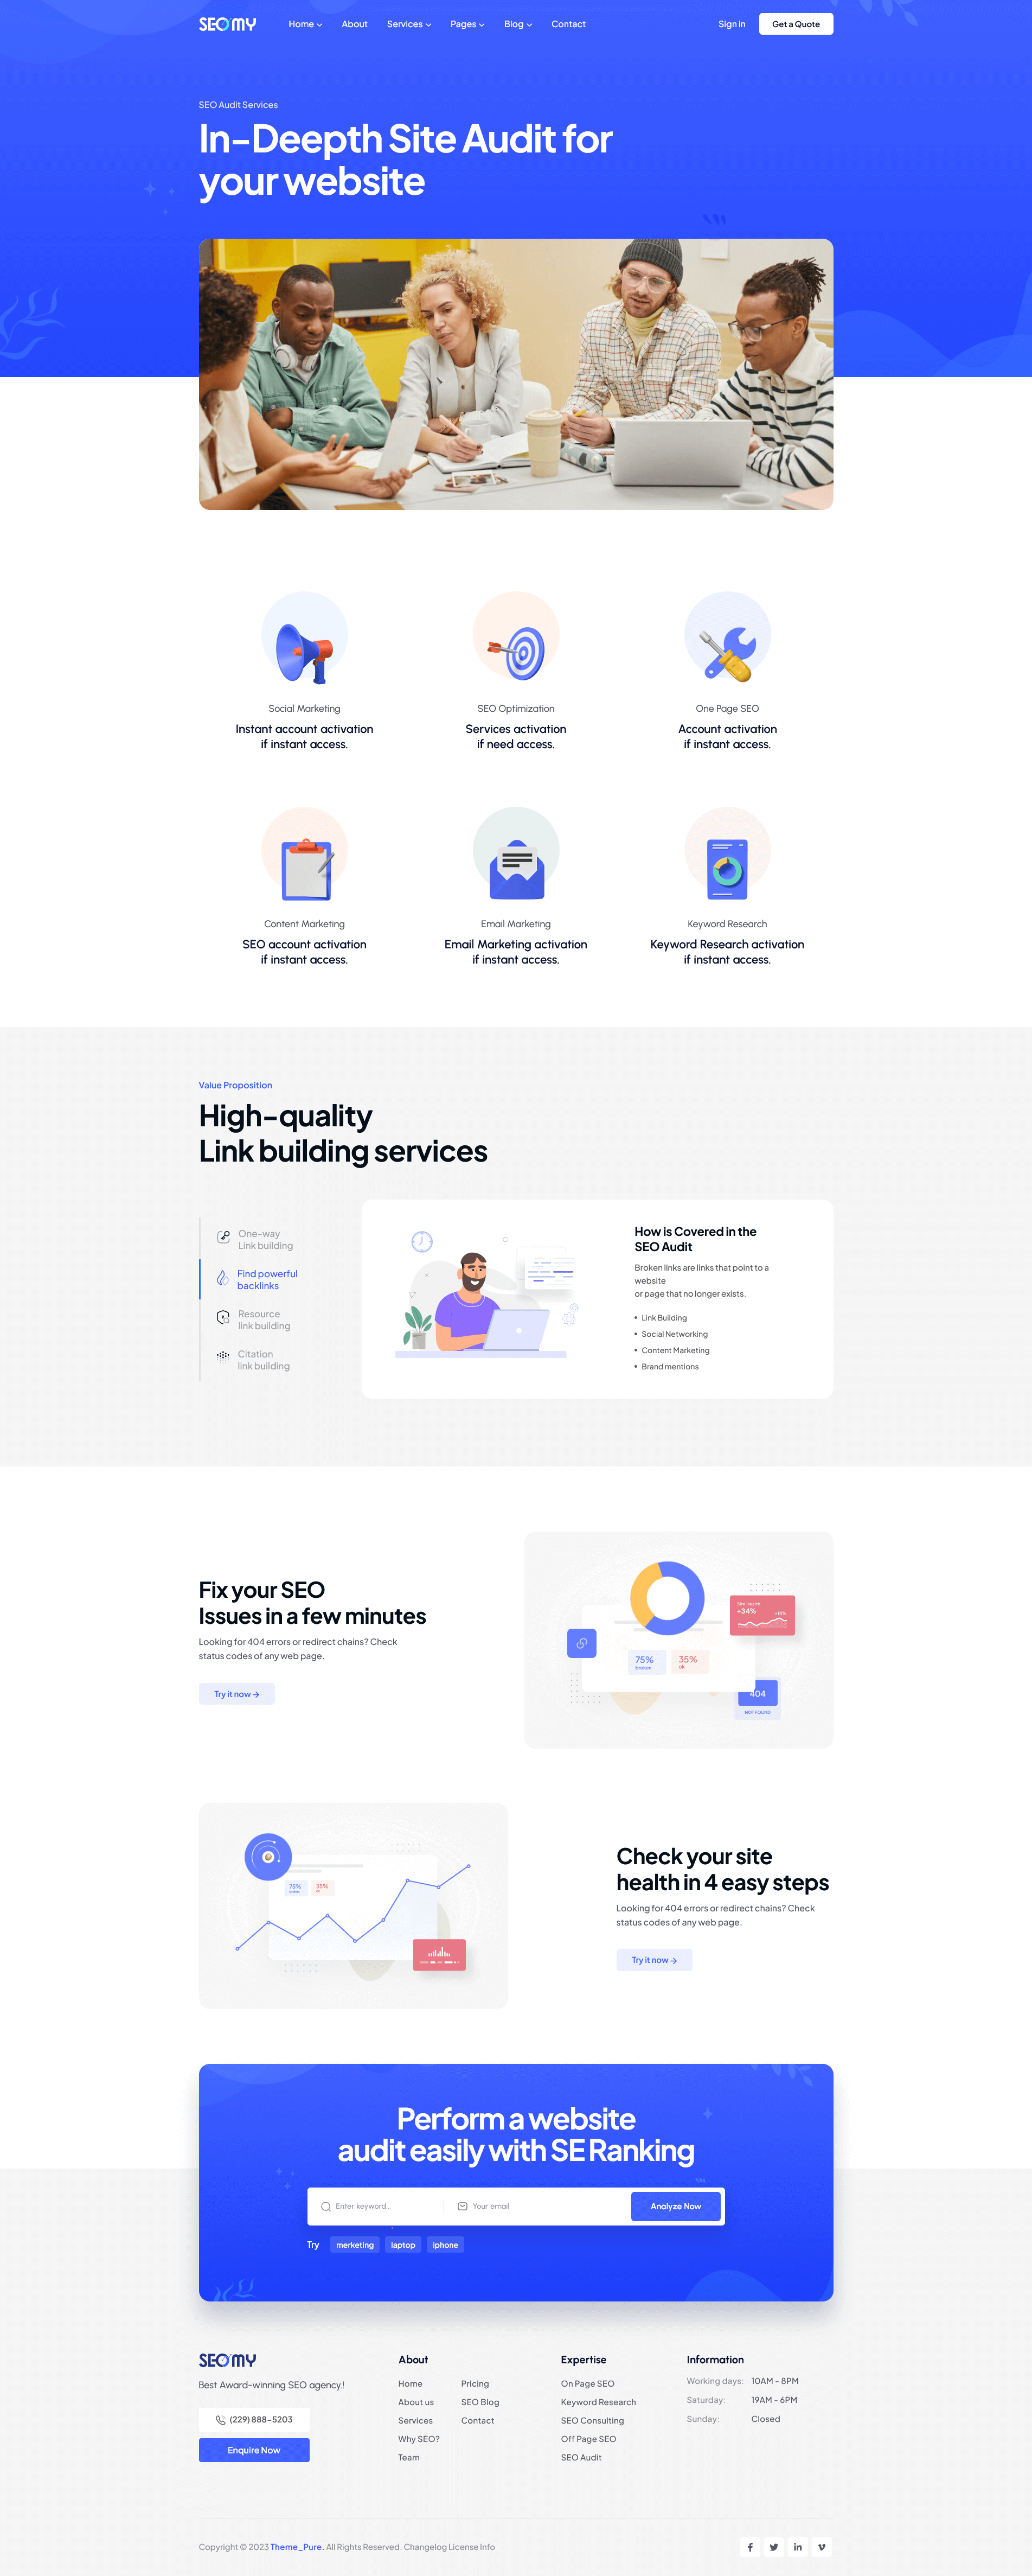 SEOMY
Home
About
Services
Pages
Blog
Contact
Sign in
Get a Quote
SEO Audit Services
In-Deepth Site Audit for
your website
Social Marketing
Instant account activation
if instant access.
SEO Optimization
Services activation
if need access.
One Page SEO
Account activation
if instant access.
Content Marketing
SEO account activation
if instant access.
Email Marketing
Email Marketing activation
if instant access.
Keyword Research
Keyword Research activation
if instant access.
Value Proposition
High-quality
Link building services
One-way
Link building
Find powerful
backlinks
Resource
link building
Citation
link building
How is Covered in the
SEO Audit
Broken links are links that point to a
website
or page that no longer exists.
Link Building
Social Networking
Content Marketing
Brand mentions
Fix your SEO
Issues in a few minutes
Looking for 404 errors or redirect chains? Check
status codes of any web page.
Try it now
+34%
+15%
75%
broken
35%
ok
404
NOT FOUND
75%
35%
Check your site
health in 4 easy steps
Looking for 404 errors or redirect chains? Check
status codes of any web page.
Try it now
Perform a website
audit easily with SE Ranking
Enter keyword...
Your email
Analyze Now
Try
merketing
laptop
iphone
SEOMY
Best Award-winning SEO agency.!
(229) 888-5203
Enquire Now
About
Home
About us
Services
Why SEO?
Team
Pricing
SEO Blog
Contact
Expertise
On Page SEO
Keyword Research
SEO Consulting
Off Page SEO
SEO Audit
Information
Working days: 10AM - 8PM
Saturday: 19AM - 6PM
Sunday: Closed
Copyright © 2023 Theme_Pure. All Rights Reserved. Changelog License Info